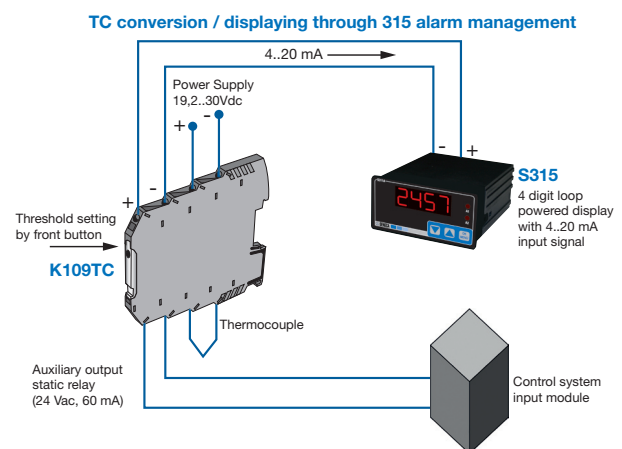 TC conversion / displaying through 315 alarm management
4..20 mA
Power Supply
19,2..30Vdc
-
+
- +
+ -
S315
2457
4 digit loop
powered display
with 4..20 mA
input signal
Threshold setting
by front button
K109TC
Thermocouple
Auxiliary output
static relay
(24 Vac, 60 mA)
Control system
input module